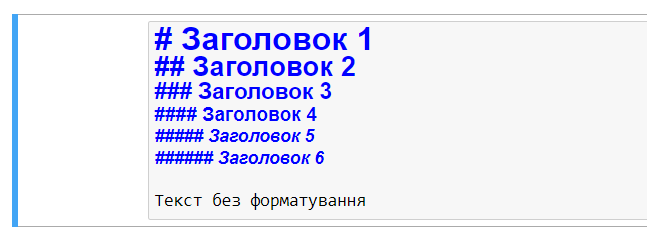 # Заголовок 1
## Заголовок 2
### Заголовок 3
#### Заголовок 4
##### Заголовок 5
###### Заголовок 6
Текст без форматування